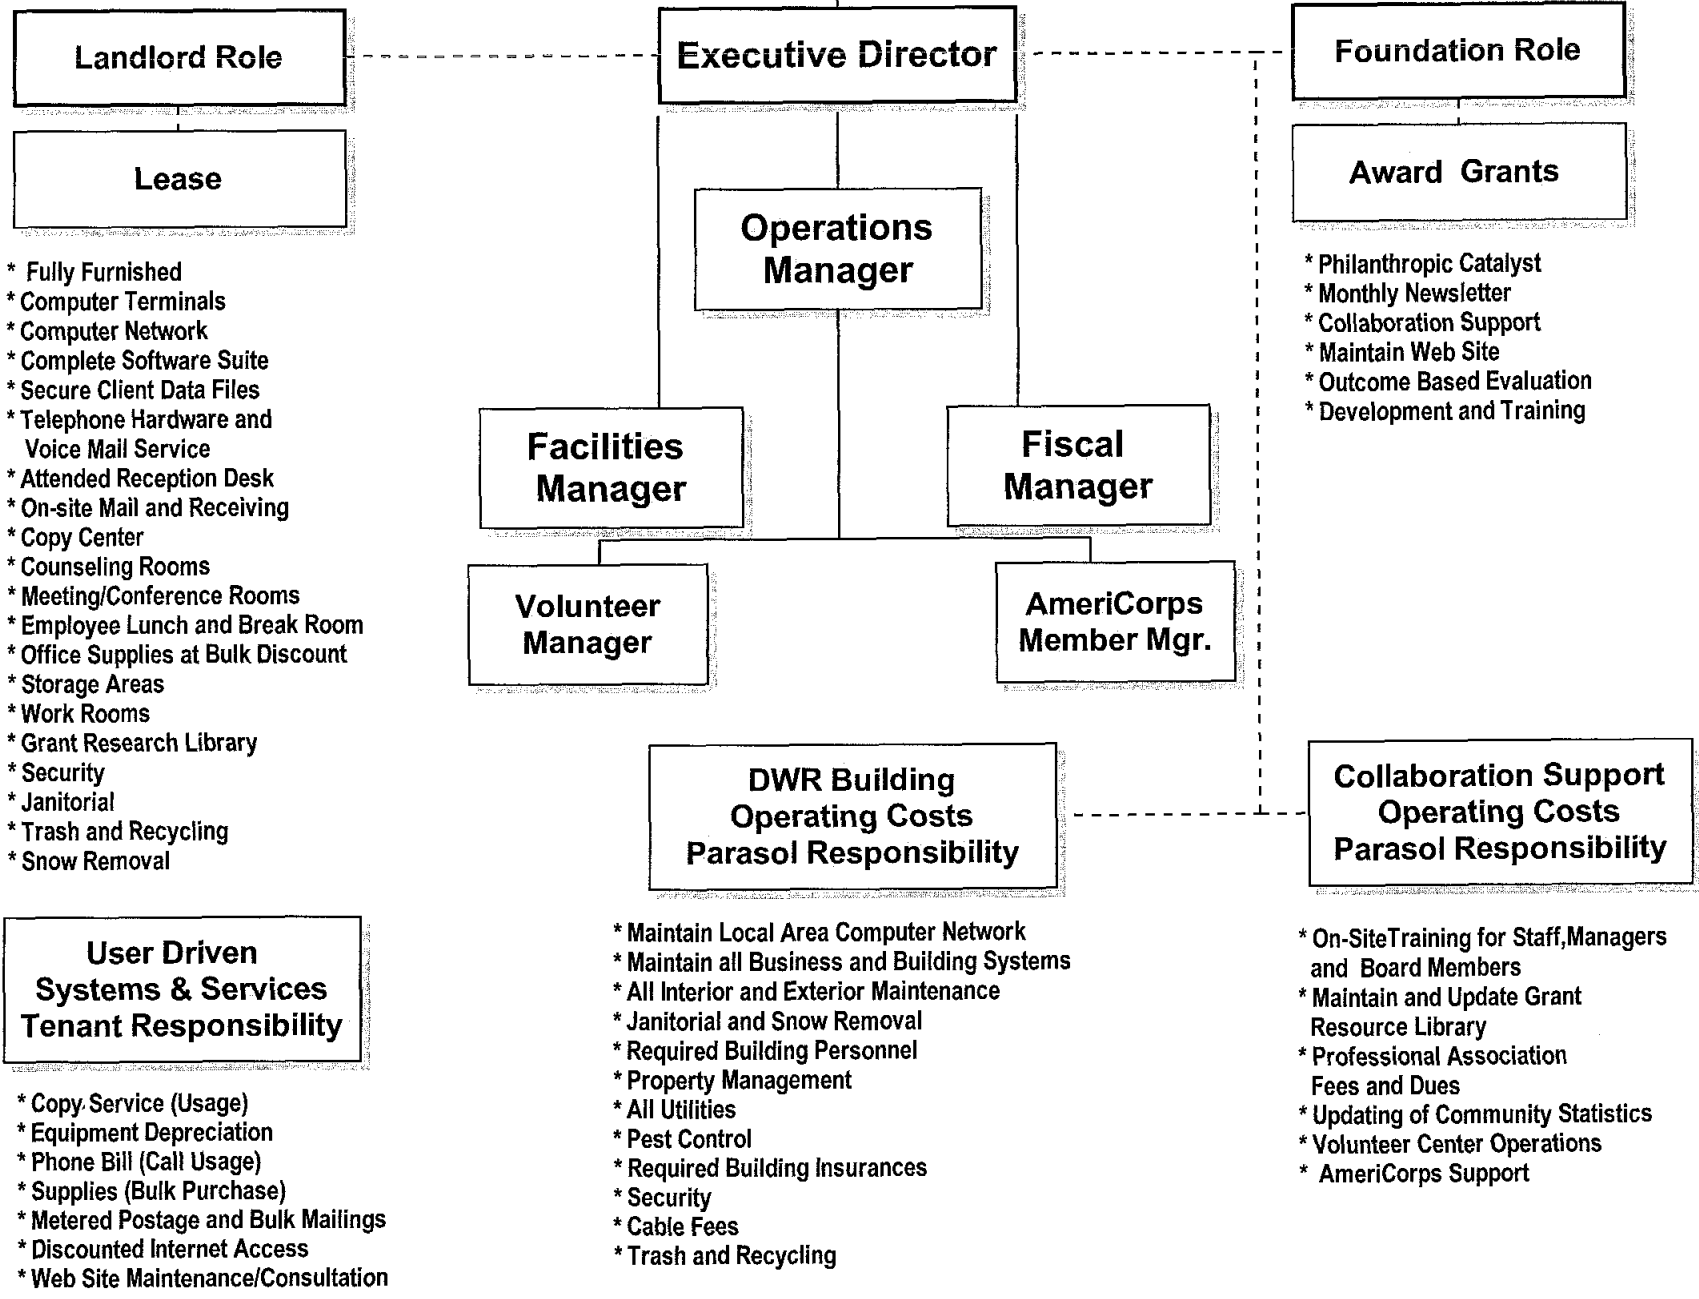 Landlord Role
Executive Director
Foundation Role
Lease
Award Grants
Operations
Manager
* Fully Furnished
* Computer Terminals
* Computer Network
* Complete Software Suite
* Secure Client Data Files
* Telephone Hardware and
Voice Mail Service
* Attended Reception Desk
* On-site Mail and Receiving
* Copy Center
* Counseling Rooms
* Meeting/Conference Rooms
* Employee Lunch and Break Room
* Office Supplies at Bulk Discount
* Storage Areas
* Work Rooms
* Grant Research Library
* Security
* Janitorial
* Trash and Recycling
* Snow Removal
* Philanthropic Catalyst
* Monthly Newsletter
* Collaboration Support
* Maintain Web Site
* Outcome Based Evaluation
* Development and Training
Facilities
Manager
Fiscal
Manager
Volunteer
Manager
AmeriCorps
Member Mgr.
DWR Building
Operating Costs
Parasol Responsibility
Collaboration Support
Operating Costs
Parasol Responsibility
User Driven
Systems & Services
Tenant Responsibility
* Copy Service (Usage)
* Equipment Depreciation
* Phone Bill (Call Usage)
* Supplies (Bulk Purchase)
* Metered Postage and Bulk Mailings
* Discounted Internet Access
* Web Site Maintenance/Consultation
* Maintain Local Area Computer Network
* Maintain all Business and Building Systems
* All Interior and Exterior Maintenance
* Janitorial and Snow Removal
* Required Building Personnel
* Property Management
* All Utilities
* Pest Control
* Required Building Insurances
* Security
* Cable Fees
* Trash and Recycling
* On-SiteTraining for Staff,Managers
and Board Members
* Maintain and Update Grant
Resource Library
* Professional Association
Fees and Dues
* Updating of Community Statistics
* Volunteer Center Operations
* AmeriCorps Support